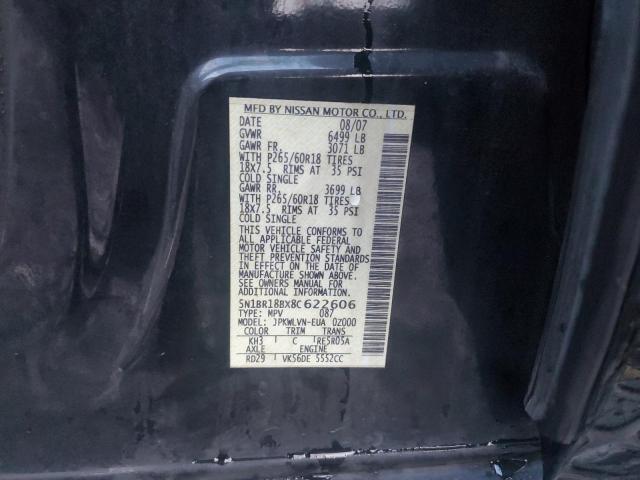 MFD BY NISSAN MOTOR CO., LTD.
DATE 08/07
GVWR 6499 LB
GAWR FR. 3071 LB
WITH P265/60R18 TIRES
18X7.5 RIMS AT 35 PSI
COLD SINGLE
GAWR RR. 3699 LB
WITH P265/60R18 TIRES
18X7.5 RIMS AT 35 PSI
COLD SINGLE
THIS VEHICLE CONFORMS TO
ALL APPLICABLE FEDERAL
MOTOR VEHICLE SAFETY AND
THEFT PREVENTION STANDARDS
IN EFFECT ON THE DATE OF
MANUFACTURE SHOWN ABOVE.
SEE OWNERS MANUAL FOR
ADDITIONAL INFORMATION
5N1BR18BX8C622606
TYPE: MPV 087
MODEL: JPKWLVN-EUA 0Z000
COLOR TRIM TRANS
KH3 C RE5R05A
AXLE ENGINE
RD29 VK56DE 5552CC